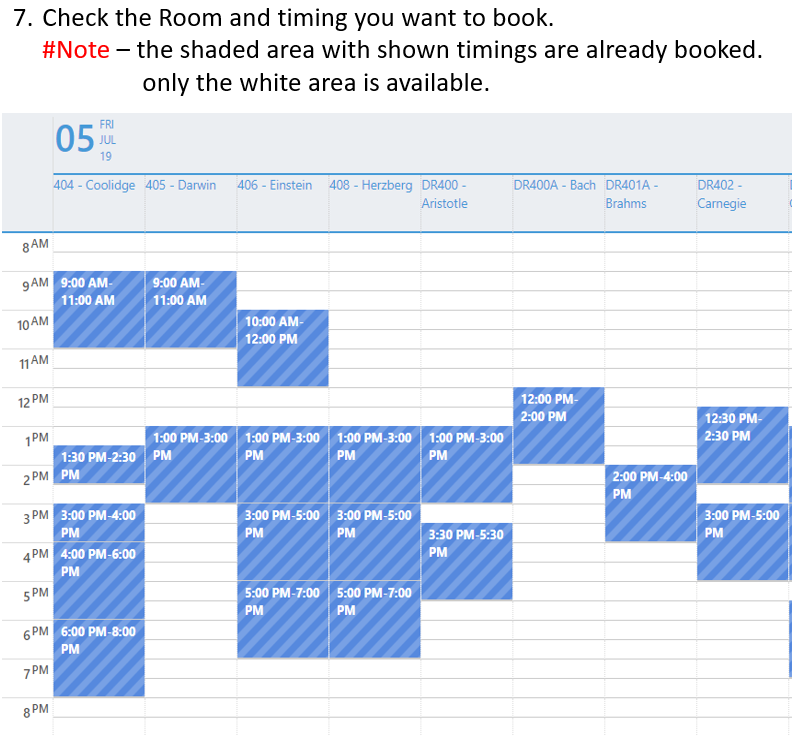 7. Check the Room and timing you want to book.
#Note – the shaded area with shown timings are already booked.
only the white area is available.
05 FRI
JUL
19
404 - Coolidge 405 - Darwin 406 - Einstein 408 - Herzberg DR400 - DR400A - Bach DR401A - DR402 -
Aristotle Brahms Carnegie
8 AM
9 AM 9:00 AM- 9:00 AM-
11:00 AM 11:00 AM
10 AM 10:00 AM-
12:00 PM
11 AM
12 PM 12:00 PM-
2:00 PM 12:30 PM-
2:30 PM
1 PM 1:00 PM-3:00 1:00 PM-3:00 1:00 PM-3:00 1:00 PM-3:00
PM PM PM PM
1:30 PM-2:30
PM
2 PM 2:00 PM-4:00
PM
3 PM 3:00 PM-4:00 3:00 PM-5:00 3:00 PM-5:00 3:00 PM-5:00
PM PM PM PM
3:30 PM-5:30
PM
4 PM 4:00 PM-6:00
PM
5 PM 5:00 PM-7:00 5:00 PM-7:00
PM PM
6 PM 6:00 PM-8:00
PM
7 PM
8 PM